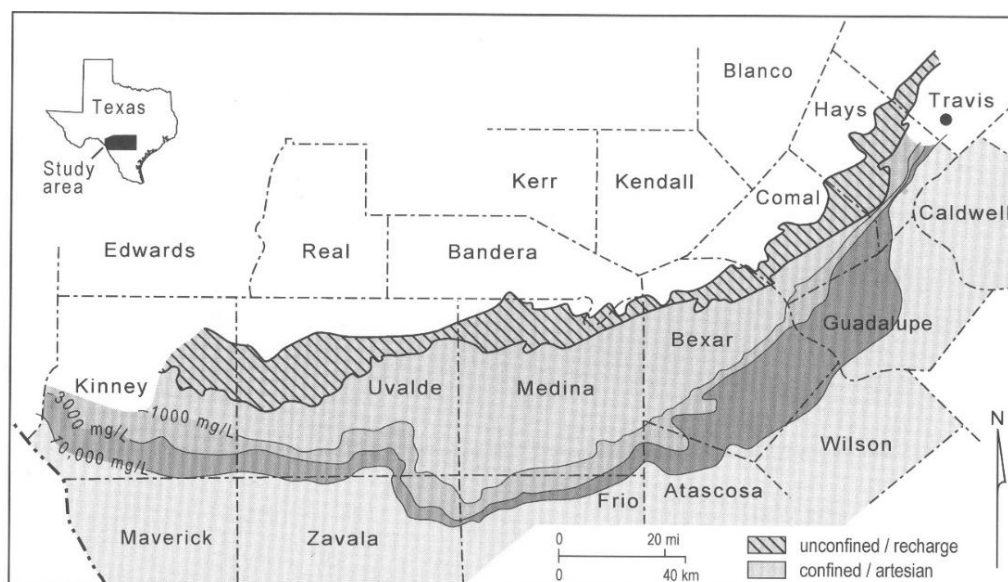 Texas
Study
area
Blanco
Hays
Travis
Kerr
Kendall
Comal
Caldwell
Edwards
Real
Bandera
Guadalupe
Bexar
Kinney
Uvalde
Medina
~1000 mg/L
~3000 mg/L
10,000 mg/L
Wilson
N
Maverick
Zavala
Frio
Atascosa
0 20 mi
0 40 km
unconfined / recharge
confined / artesian